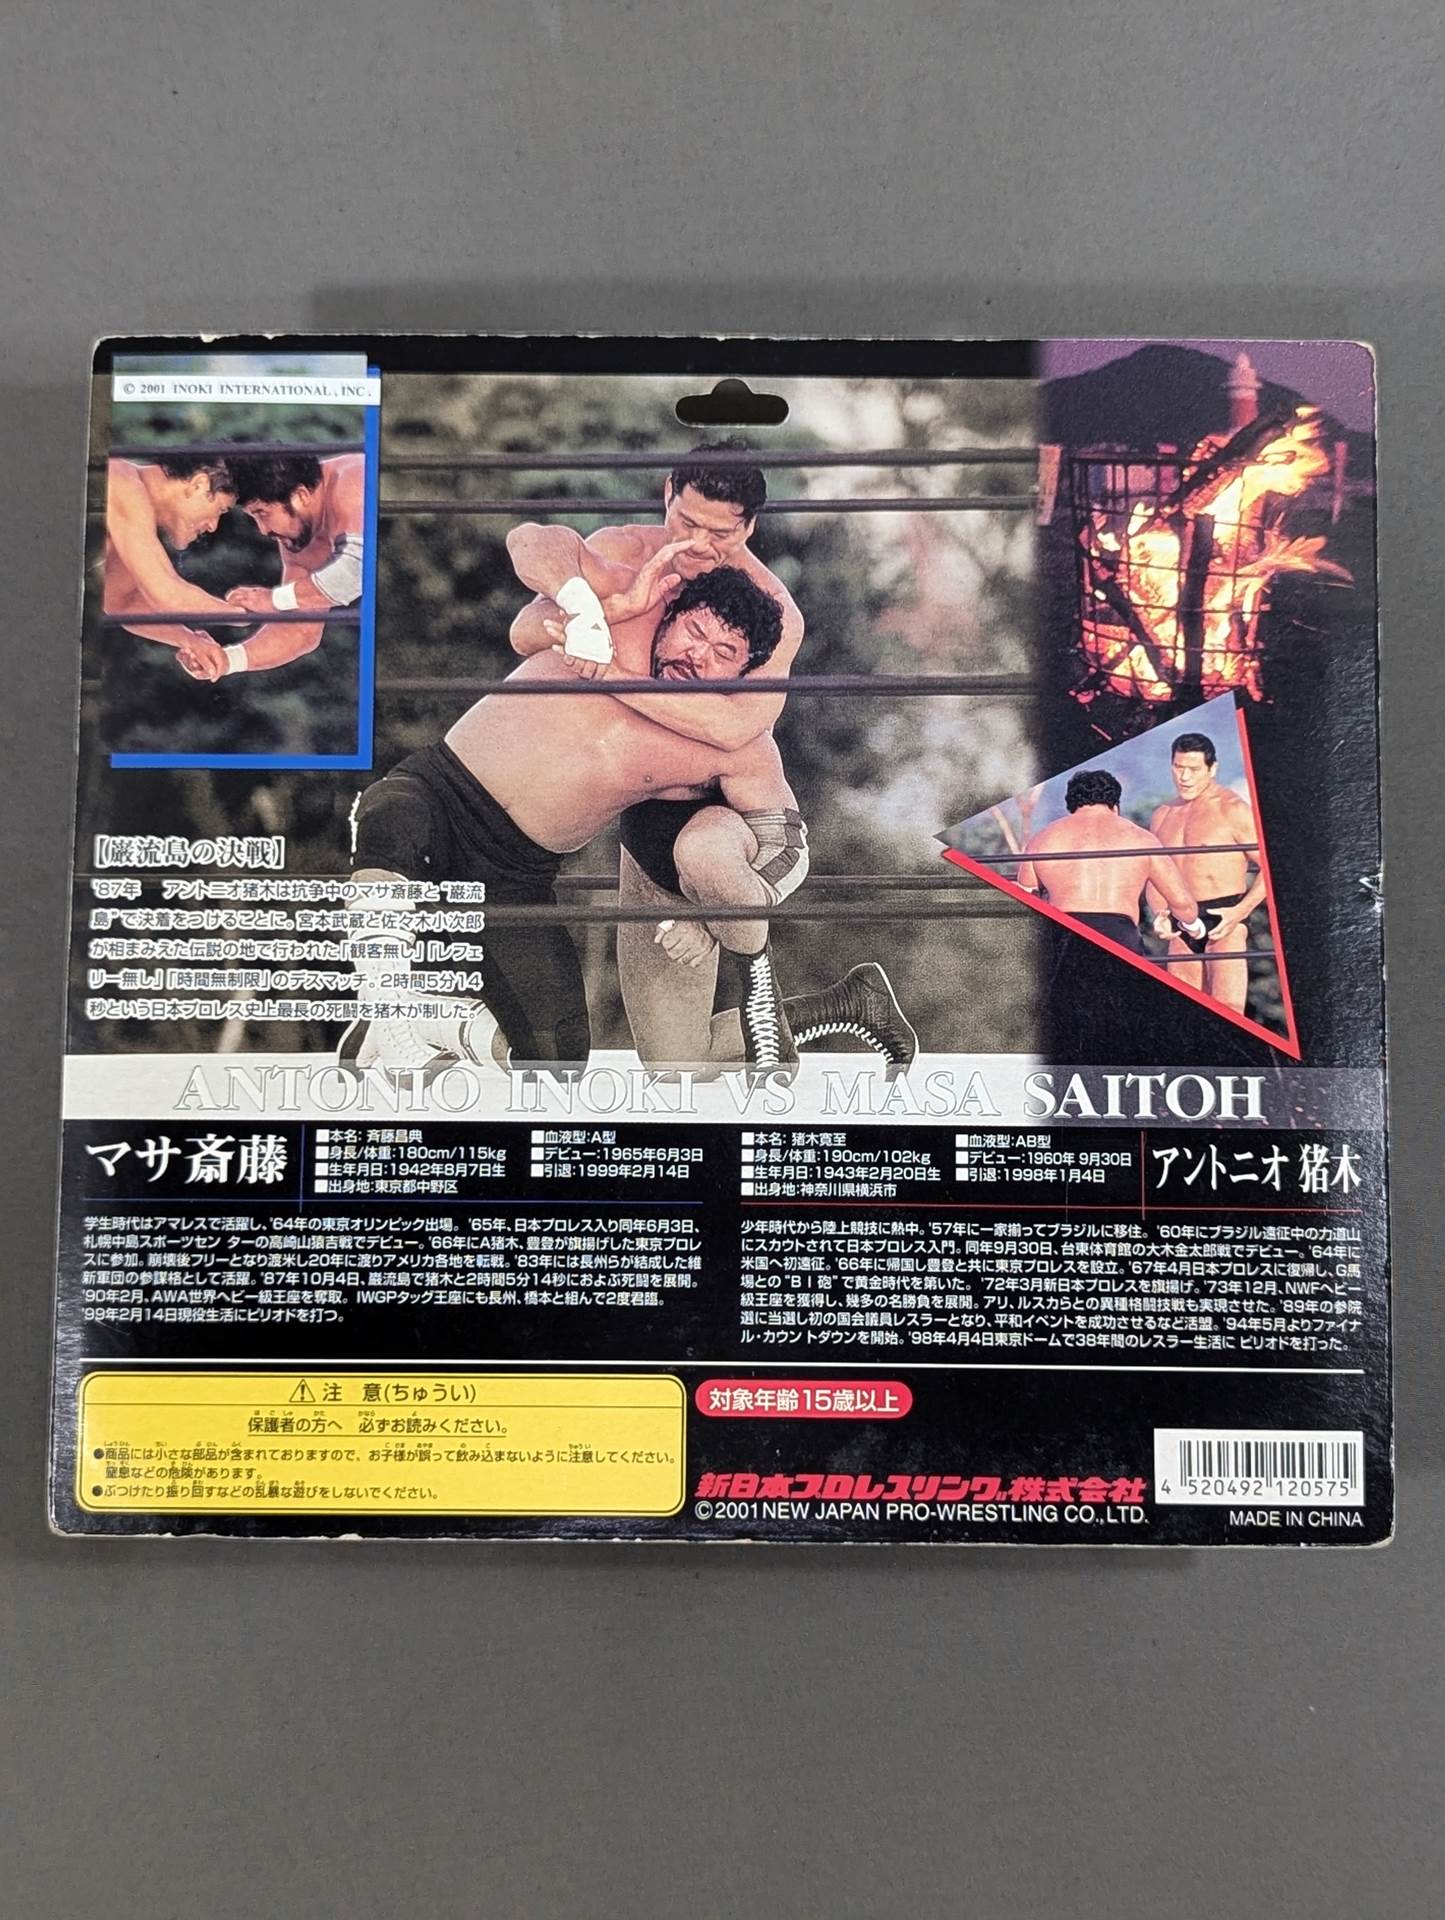 © 2001 INOKI INTERNATIONAL, INC.
【巌流島の決戦】
'87年　アントニオ猪木は抗争中のマサ斎藤と"巌流
島"で決着をつけることに。宮本武蔵と佐々木小次郎
が相まみえた伝説の地で行われた「観客無し」「レフェ
リー無し」「時間無制限」のデスマッチ。2時間5分14
秒という日本プロレス史上最長の死闘を猪木が制した。
ANTONIO INOKI VS MASA SAITOH
マサ斎藤
■本名:斉藤昌典
■身長/体重:180cm/115kg
■生年月日:1942年8月7日生
■出身地:東京都中野区
■血液型:A型
■デビュー:1965年6月3日
■引退:1999年2月14日
学生時代はアマレスで活躍し、'64年の東京オリンピック出場。'65年、日本プロレス入り同年6月3日、
札幌中島スポーツセン ターの高崎山猿吉戦でデビュー。'66年にA猪木、豊登が旗揚げした東京プロレ
スに参加。崩壊後フリーとなり渡米し20年に渡りアメリカ各地を転戦。'83年には長州らが結成した維
新軍団の参謀格として活躍。'87年10月4日、巌流島で猪木と2時間5分14秒におよぶ死闘を展開。
'90年2月、AWA世界ヘビー級王座を奪取。IWGPタッグ王座にも長州、橋本と組んで2度君臨。
'99年2月14日現役生活にピリオドを打つ。
■本名:猪木寛至
■身長/体重:190cm/102kg
■生年月日:1943年2月20日生
■出身地:神奈川県横浜市
■血液型:AB型
■デビュー:1960年 9月30日
■引退:1998年1月4日
アントニオ 猪木
少年時代から陸上競技に熱中。'57年に一家揃ってブラジルに移住。'60年にブラジル遠征中の力道山
にスカウトされて日本プロレス入門。同年9月30日、台東体育館の大木金太郎戦でデビュー。'64年に
米国へ初遠征。'66年に帰国し豊登と共に東京プロレスを設立。'67年4月日本プロレスに復帰し、G馬
場との"BI砲"で黄金時代を築いた。'72年3月新日本プロレスを旗揚げ。'73年12月、NWFヘビー
級王座を獲得し、幾多の名勝負を展開。アリ、ルスカらとの異種格闘技戦も実現させた。'89年の参院
選に当選し初の国会議員レスラーとなり、平和イベントを成功させるなど活盟。'94年5月よりファイナ
ル・カウン トダウンを開始。'98年4月4日東京ドームで38年間のレスラー生活に ピリオドを打った。
⚠注　意(ちゅうい)
保護者の方へ　必ずお読みください。
●商品には小さな部品が含まれておりますので、お子様が誤って飲み込まないように注意してください。
窒息などの危険があります。
●ぶつけたり振り回すなどの乱暴な遊びをしないでください。
対象年齢15歳以上
新日本プロレスリング株式会社
©2001 NEW JAPAN PRO-WRESTLING CO.,LTD.
4 520492 120575
MADE IN CHINA